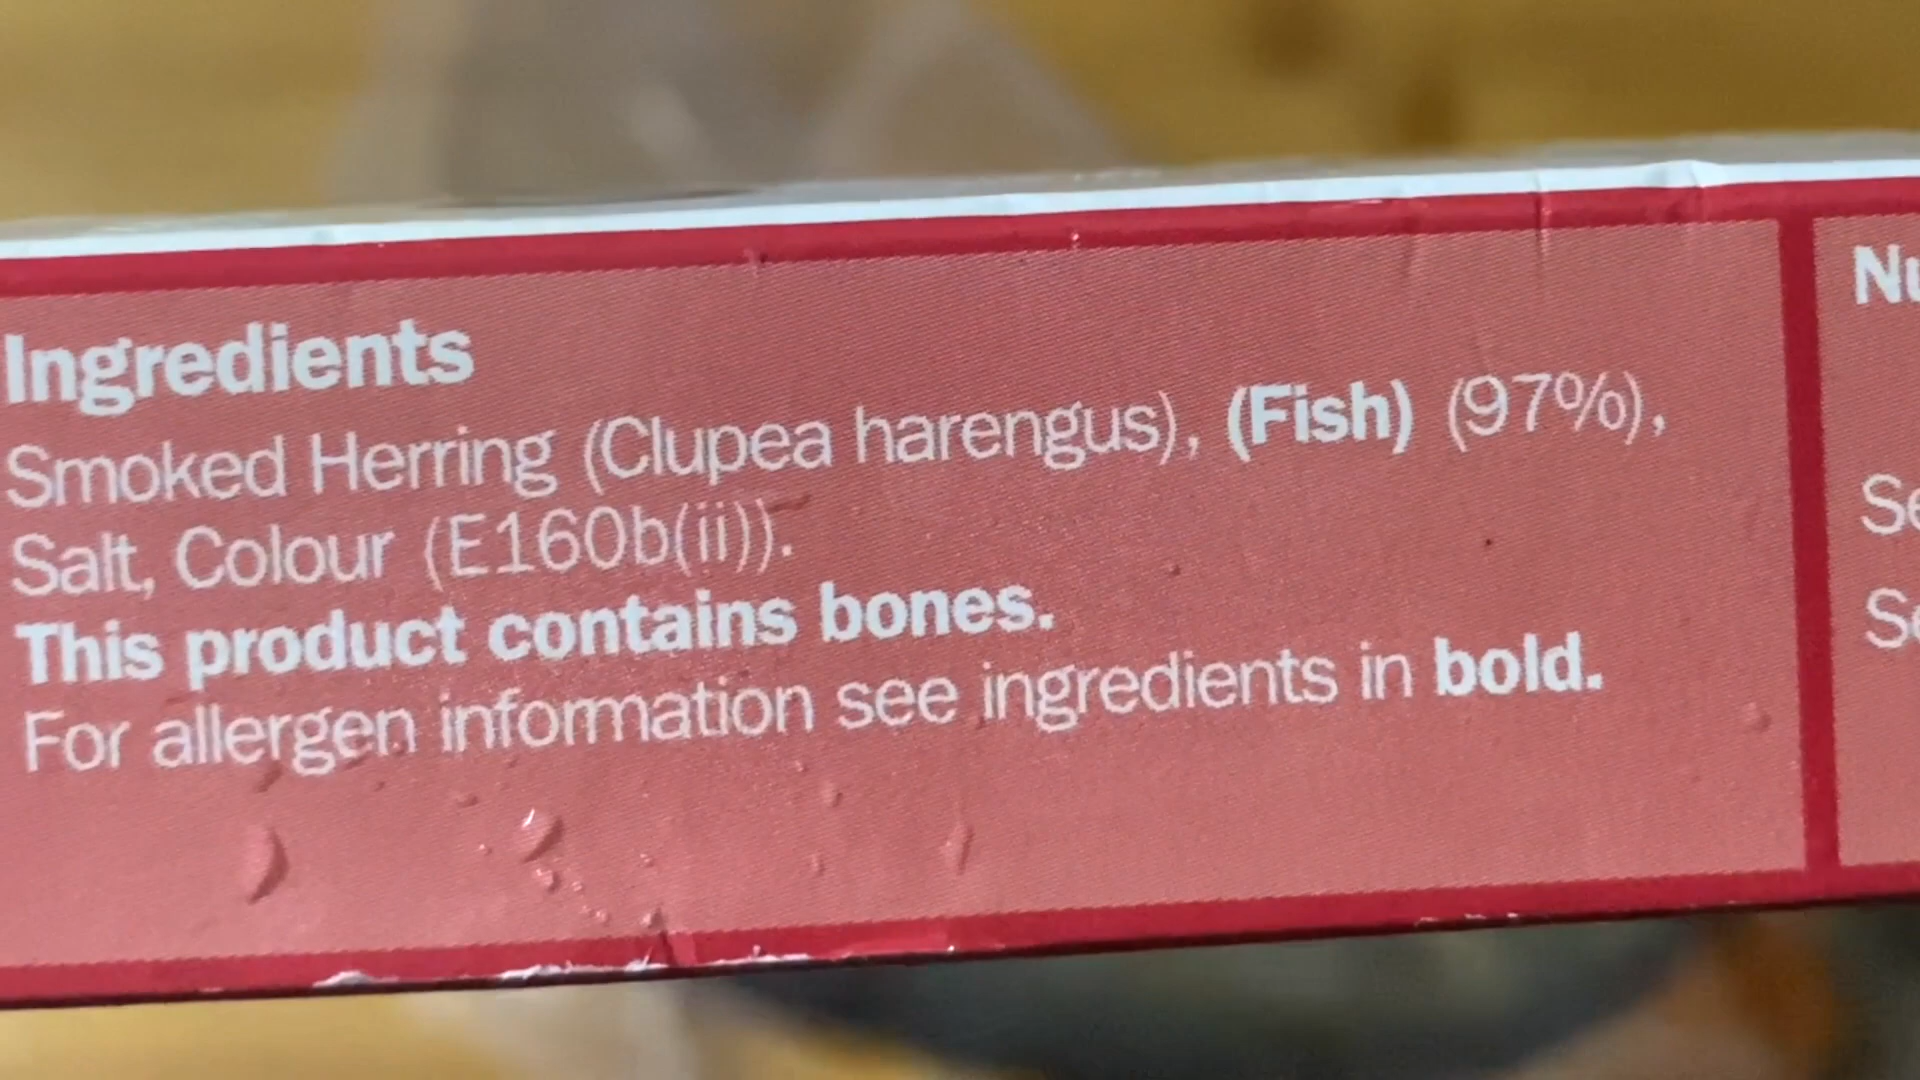 Ingredients
Smoked Herring (Clupea harengus), (Fish) (97%),
Salt, Colour (E160b(ii)).
This product contains bones.
For allergen information see ingredients in bold.